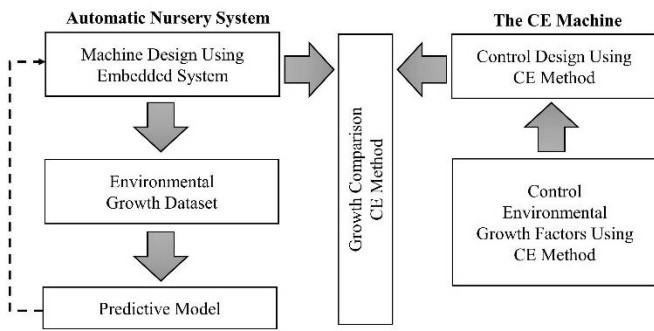 Automatic Nursery System
Machine Design Using
Embedded System
Environmental
Growth Dataset
Predictive Model
Growth Comparison
CE Method
The CE Machine
Control Design Using
CE Method
Control
Environmental
Growth Factors Using
CE Method